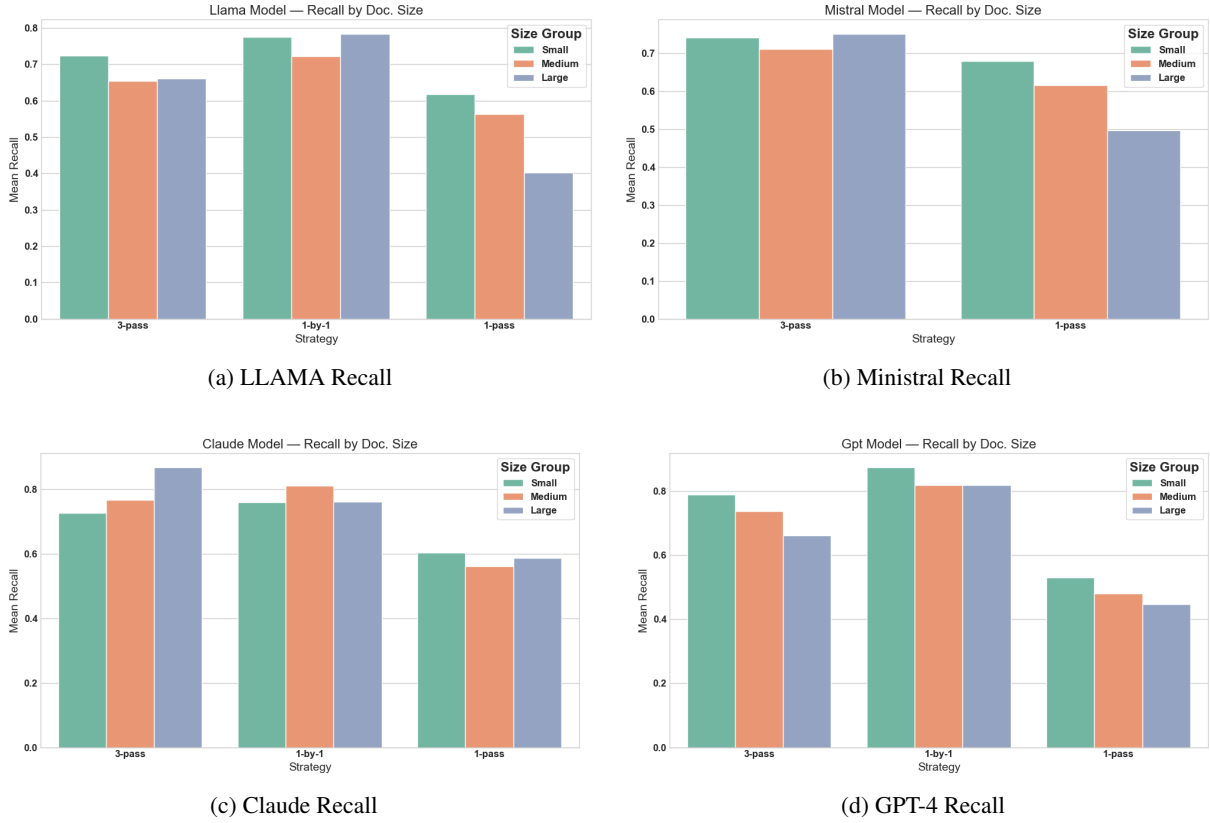 Llama Model — Recall by Doc. Size
Size Group
Small
Medium
Large
Mean Recall
0.8
0.7
0.6
0.5
0.4
0.3
0.2
0.1
0.0
3-pass
1-by-1
1-pass
Strategy
(a) LLAMA Recall
Mistral Model — Recall by Doc. Size
Size Group
Small
Medium
Large
Mean Recall
0.7
0.6
0.5
0.4
0.3
0.2
0.1
0.0
3-pass
1-pass
Strategy
(b) Ministral Recall
Claude Model — Recall by Doc. Size
Size Group
Small
Medium
Large
Mean Recall
0.8
0.6
0.4
0.2
0.0
3-pass
1-by-1
1-pass
Strategy
(c) Claude Recall
Gpt Model — Recall by Doc. Size
Size Group
Small
Medium
Large
Mean Recall
0.8
0.6
0.4
0.2
0.0
3-pass
1-by-1
1-pass
Strategy
(d) GPT-4 Recall